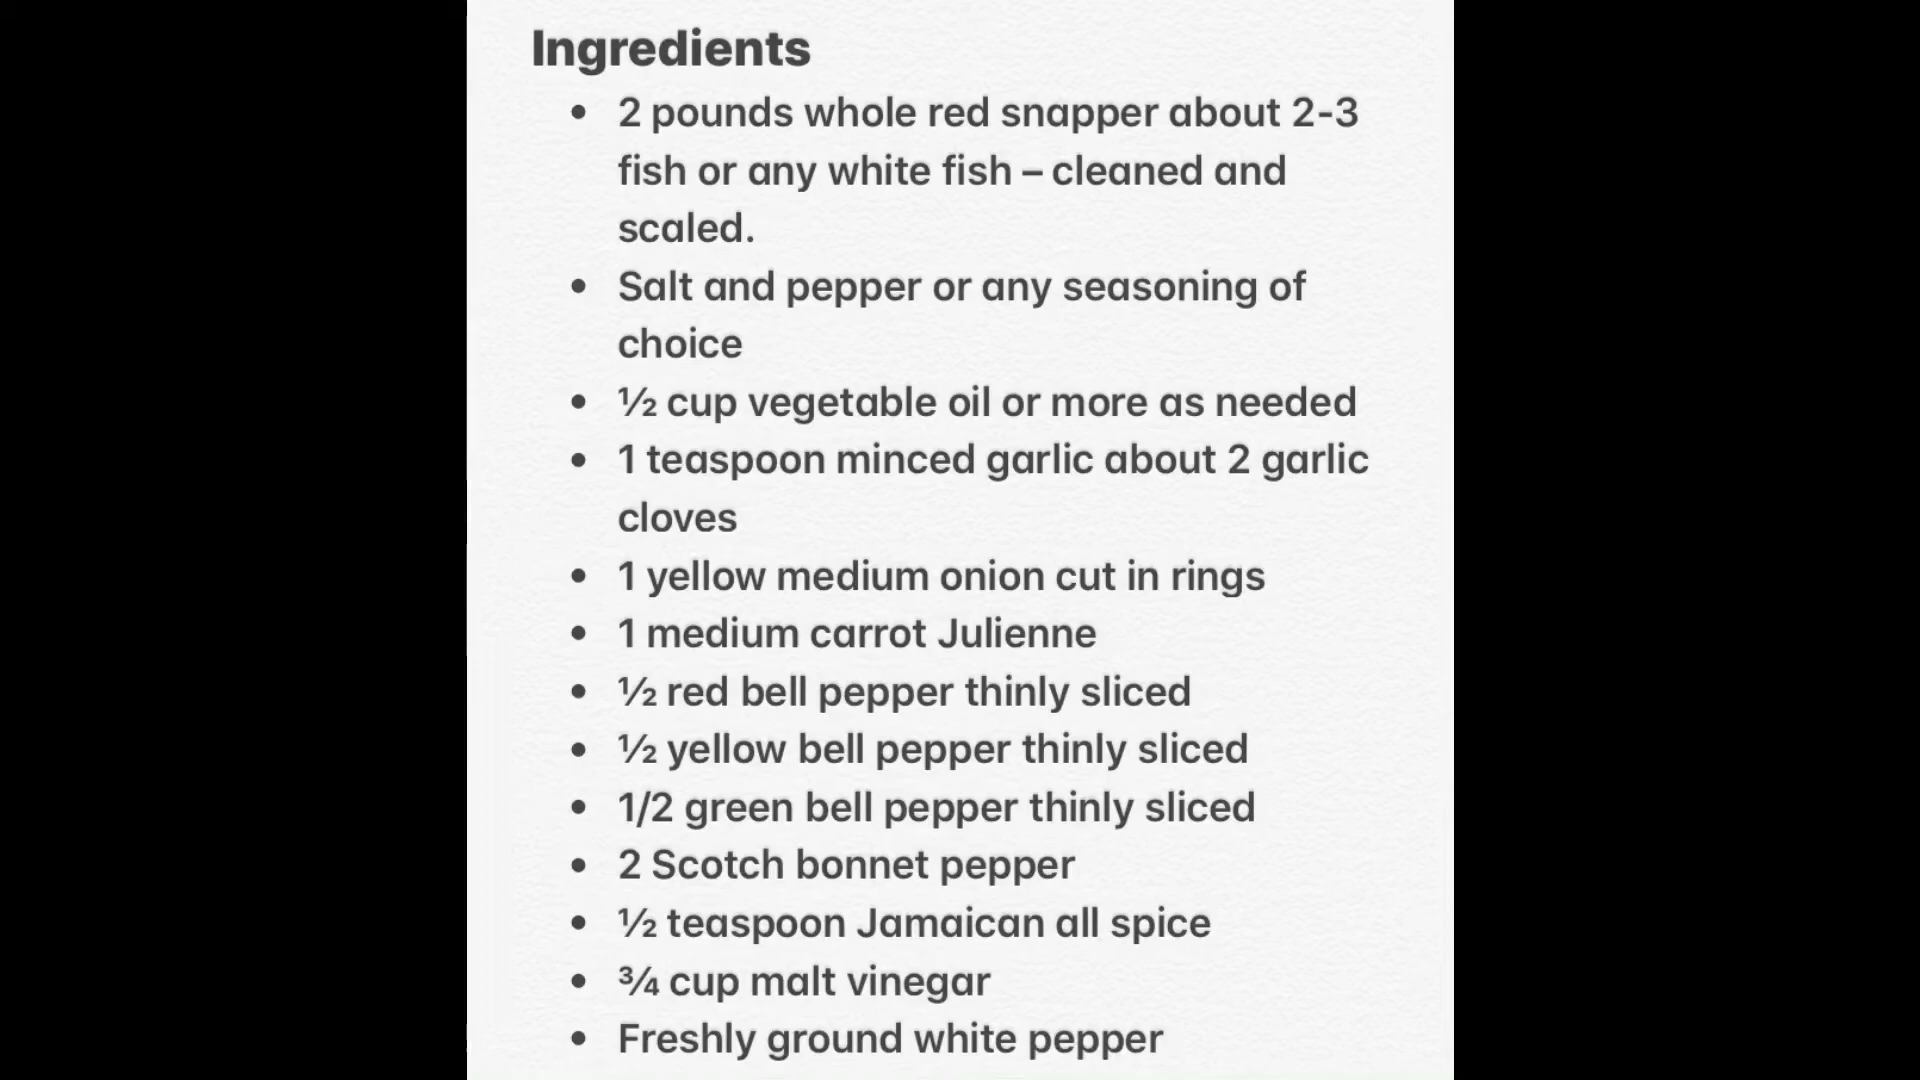 Ingredients
• 2 pounds whole red snapper about 2-3
fish or any white fish – cleaned and
scaled.
• Salt and pepper or any seasoning of
choice
• ½ cup vegetable oil or more as needed
• 1 teaspoon minced garlic about 2 garlic
cloves
• 1 yellow medium onion cut in rings
• 1 medium carrot Julienne
• ½ red bell pepper thinly sliced
• ½ yellow bell pepper thinly sliced
• 1/2 green bell pepper thinly sliced
• 2 Scotch bonnet pepper
• ½ teaspoon Jamaican all spice
• ¾ cup malt vinegar
• Freshly ground white pepper